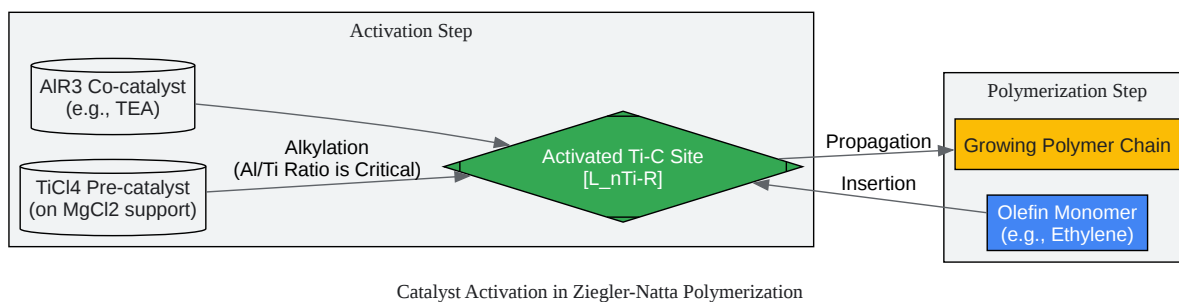 Activation Step
AlR3 Co-catalyst
(e.g., TEA)
TiCl4 Pre-catalyst
(on MgCl2 support)
Alkylation
(Al/Ti Ratio is Critical)
Activated Ti-C Site
[L_nTi-R]
Propagation
Insertion
Polymerization Step
Growing Polymer Chain
Olefin Monomer
(e.g., Ethylene)
Catalyst Activation in Ziegler-Natta Polymerization